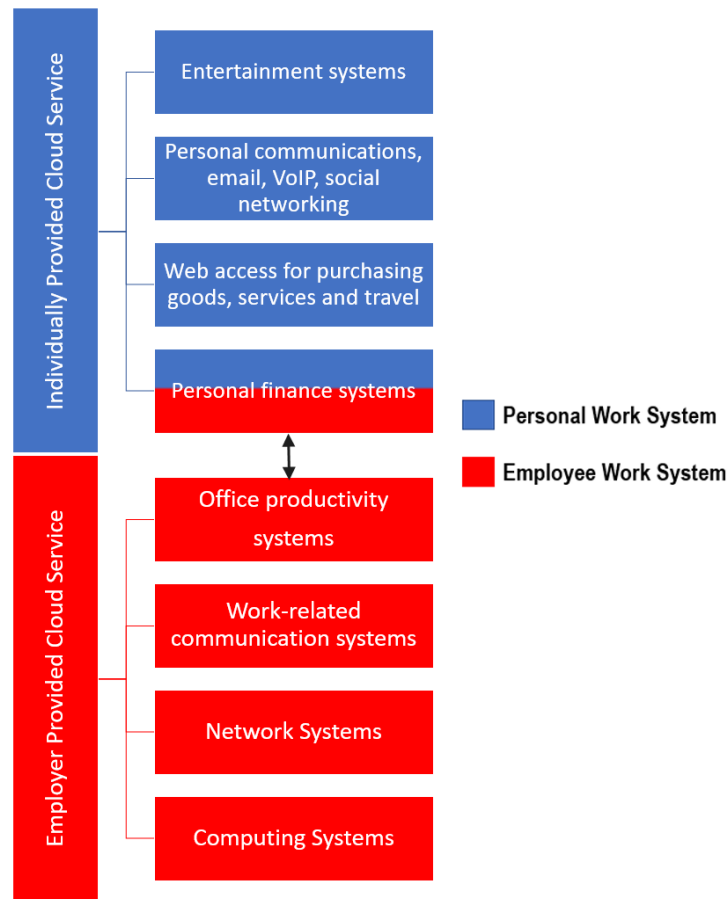 Individually Provided Cloud Service
Entertainment systems
Personal communications,
email, VoIP, social
networking
Web access for purchasing
goods, services and travel
Personal finance systems
Personal Work System
Employee Work System
Employer Provided Cloud Service
Office productivity
systems
Work-related
communication systems
Network Systems
Computing Systems